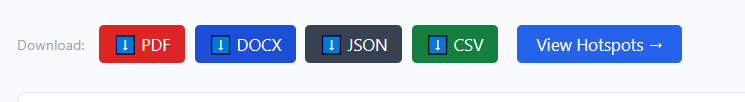 Download: ⬇ PDF ⬇ DOCX ⬇ JSON ⬇ CSV View Hotspots →